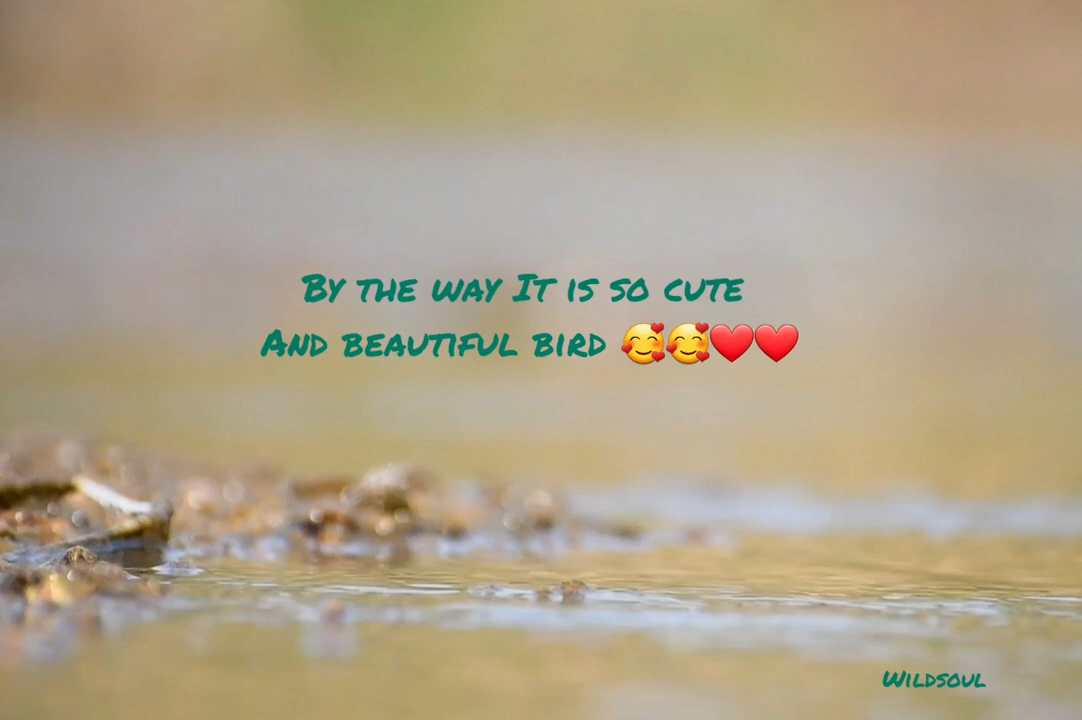 By the way It is so cute
And beautiful bird 🥰🥰❤️❤️
Wildsoul